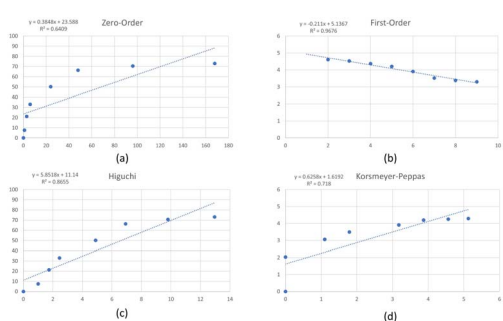 y = 0.3848x + 23.588
R² = 0.6409
Zero-Order
100
90
80
70
60
50
40
30
20
10
0
0 20 40 60 80 100 120 140 160 180
(a)
y = -0.211x + 5.1367
R² = 0.9676
First-Order
6
5
4
3
2
1
0
0 2 4 6 8 10
(b)
y = 5.8518x + 11.14
R² = 0.8655
Higuchi
100
90
80
70
60
50
40
30
20
10
0
0 2 4 6 8 10 12 14
(c)
y = 0.6258x + 1.6192
R² = 0.718
Korsmeyer-Peppas
6
5
4
3
2
1
0
0 1 2 3 4 5 6
(d)